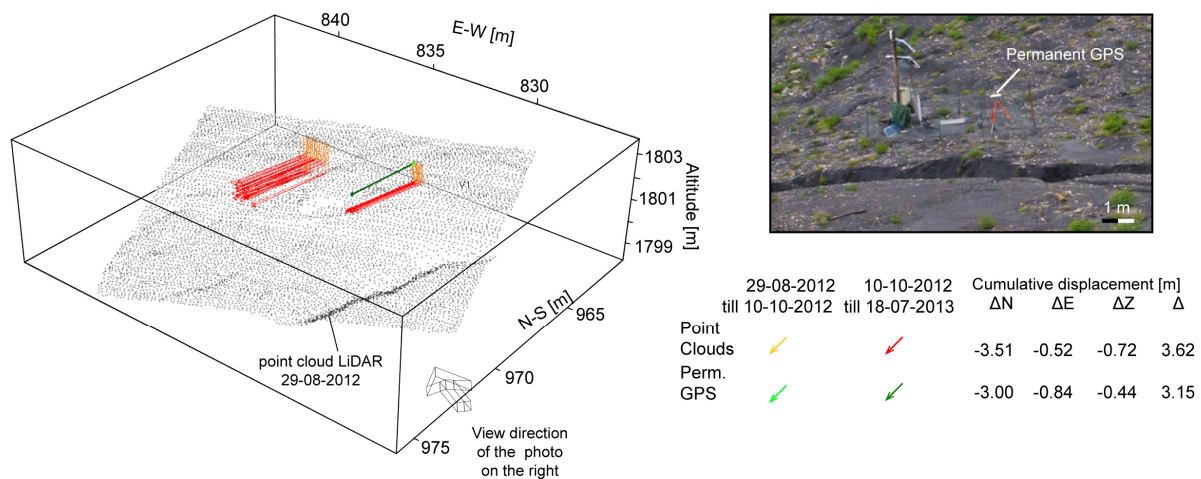 840
E-W [m]
835
830
1803
1801
1799
Altitude [m]
V1
N-S [m]
965
970
975
point cloud LiDAR
29-08-2012
View direction
of the photo
on the right
Permanent GPS
1 m
29-08-2012 10-10-2012 Cumulative displacement [m]
till 10-10-2012 till 18-07-2013 ΔN ΔE ΔZ Δ
Point
Clouds -3.51 -0.52 -0.72 3.62
Perm.
GPS -3.00 -0.84 -0.44 3.15